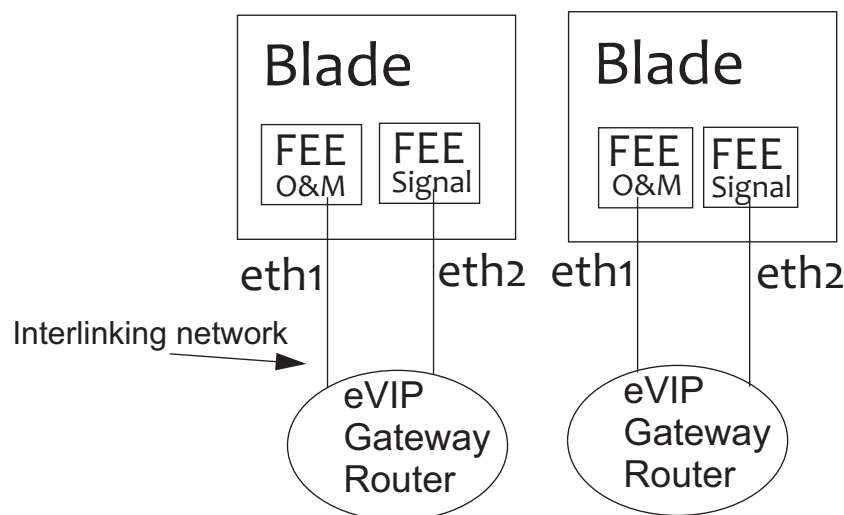 Blade
FEE
O&M
FEE
Signal
eth1
eth2
Blade
FEE
O&M
FEE
Signal
eth1
eth2
Interlinking network
eVIP
Gateway
Router
eVIP
Gateway
Router